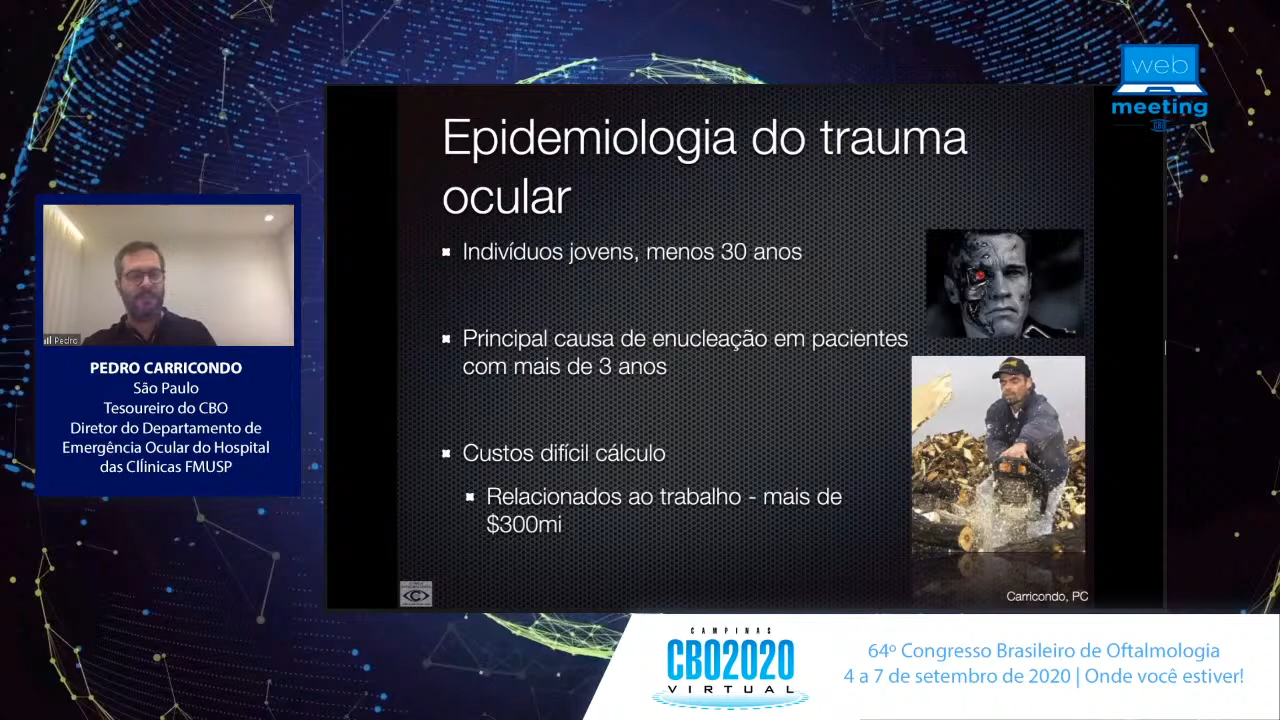 web
meeting
CBO
Epidemiologia do trauma
ocular
Indivíduos jovens, menos 30 anos
Principal causa de enucleação em pacientes
com mais de 3 anos
Custos difícil cálculo
Relacionados ao trabalho - mais de
$300mi
Carricondo, PC
Pedro
PEDRO CARRICONDO
São Paulo
Tesoureiro do CBO
Diretor do Departamento de
Emergência Ocular do Hospital
das ClÍinicas FMUSP
CAMPINAS
CBO2020
VIRTUAL
64º Congresso Brasileiro de Oftalmologia
4 a 7 de setembro de 2020 | Onde você estiver!